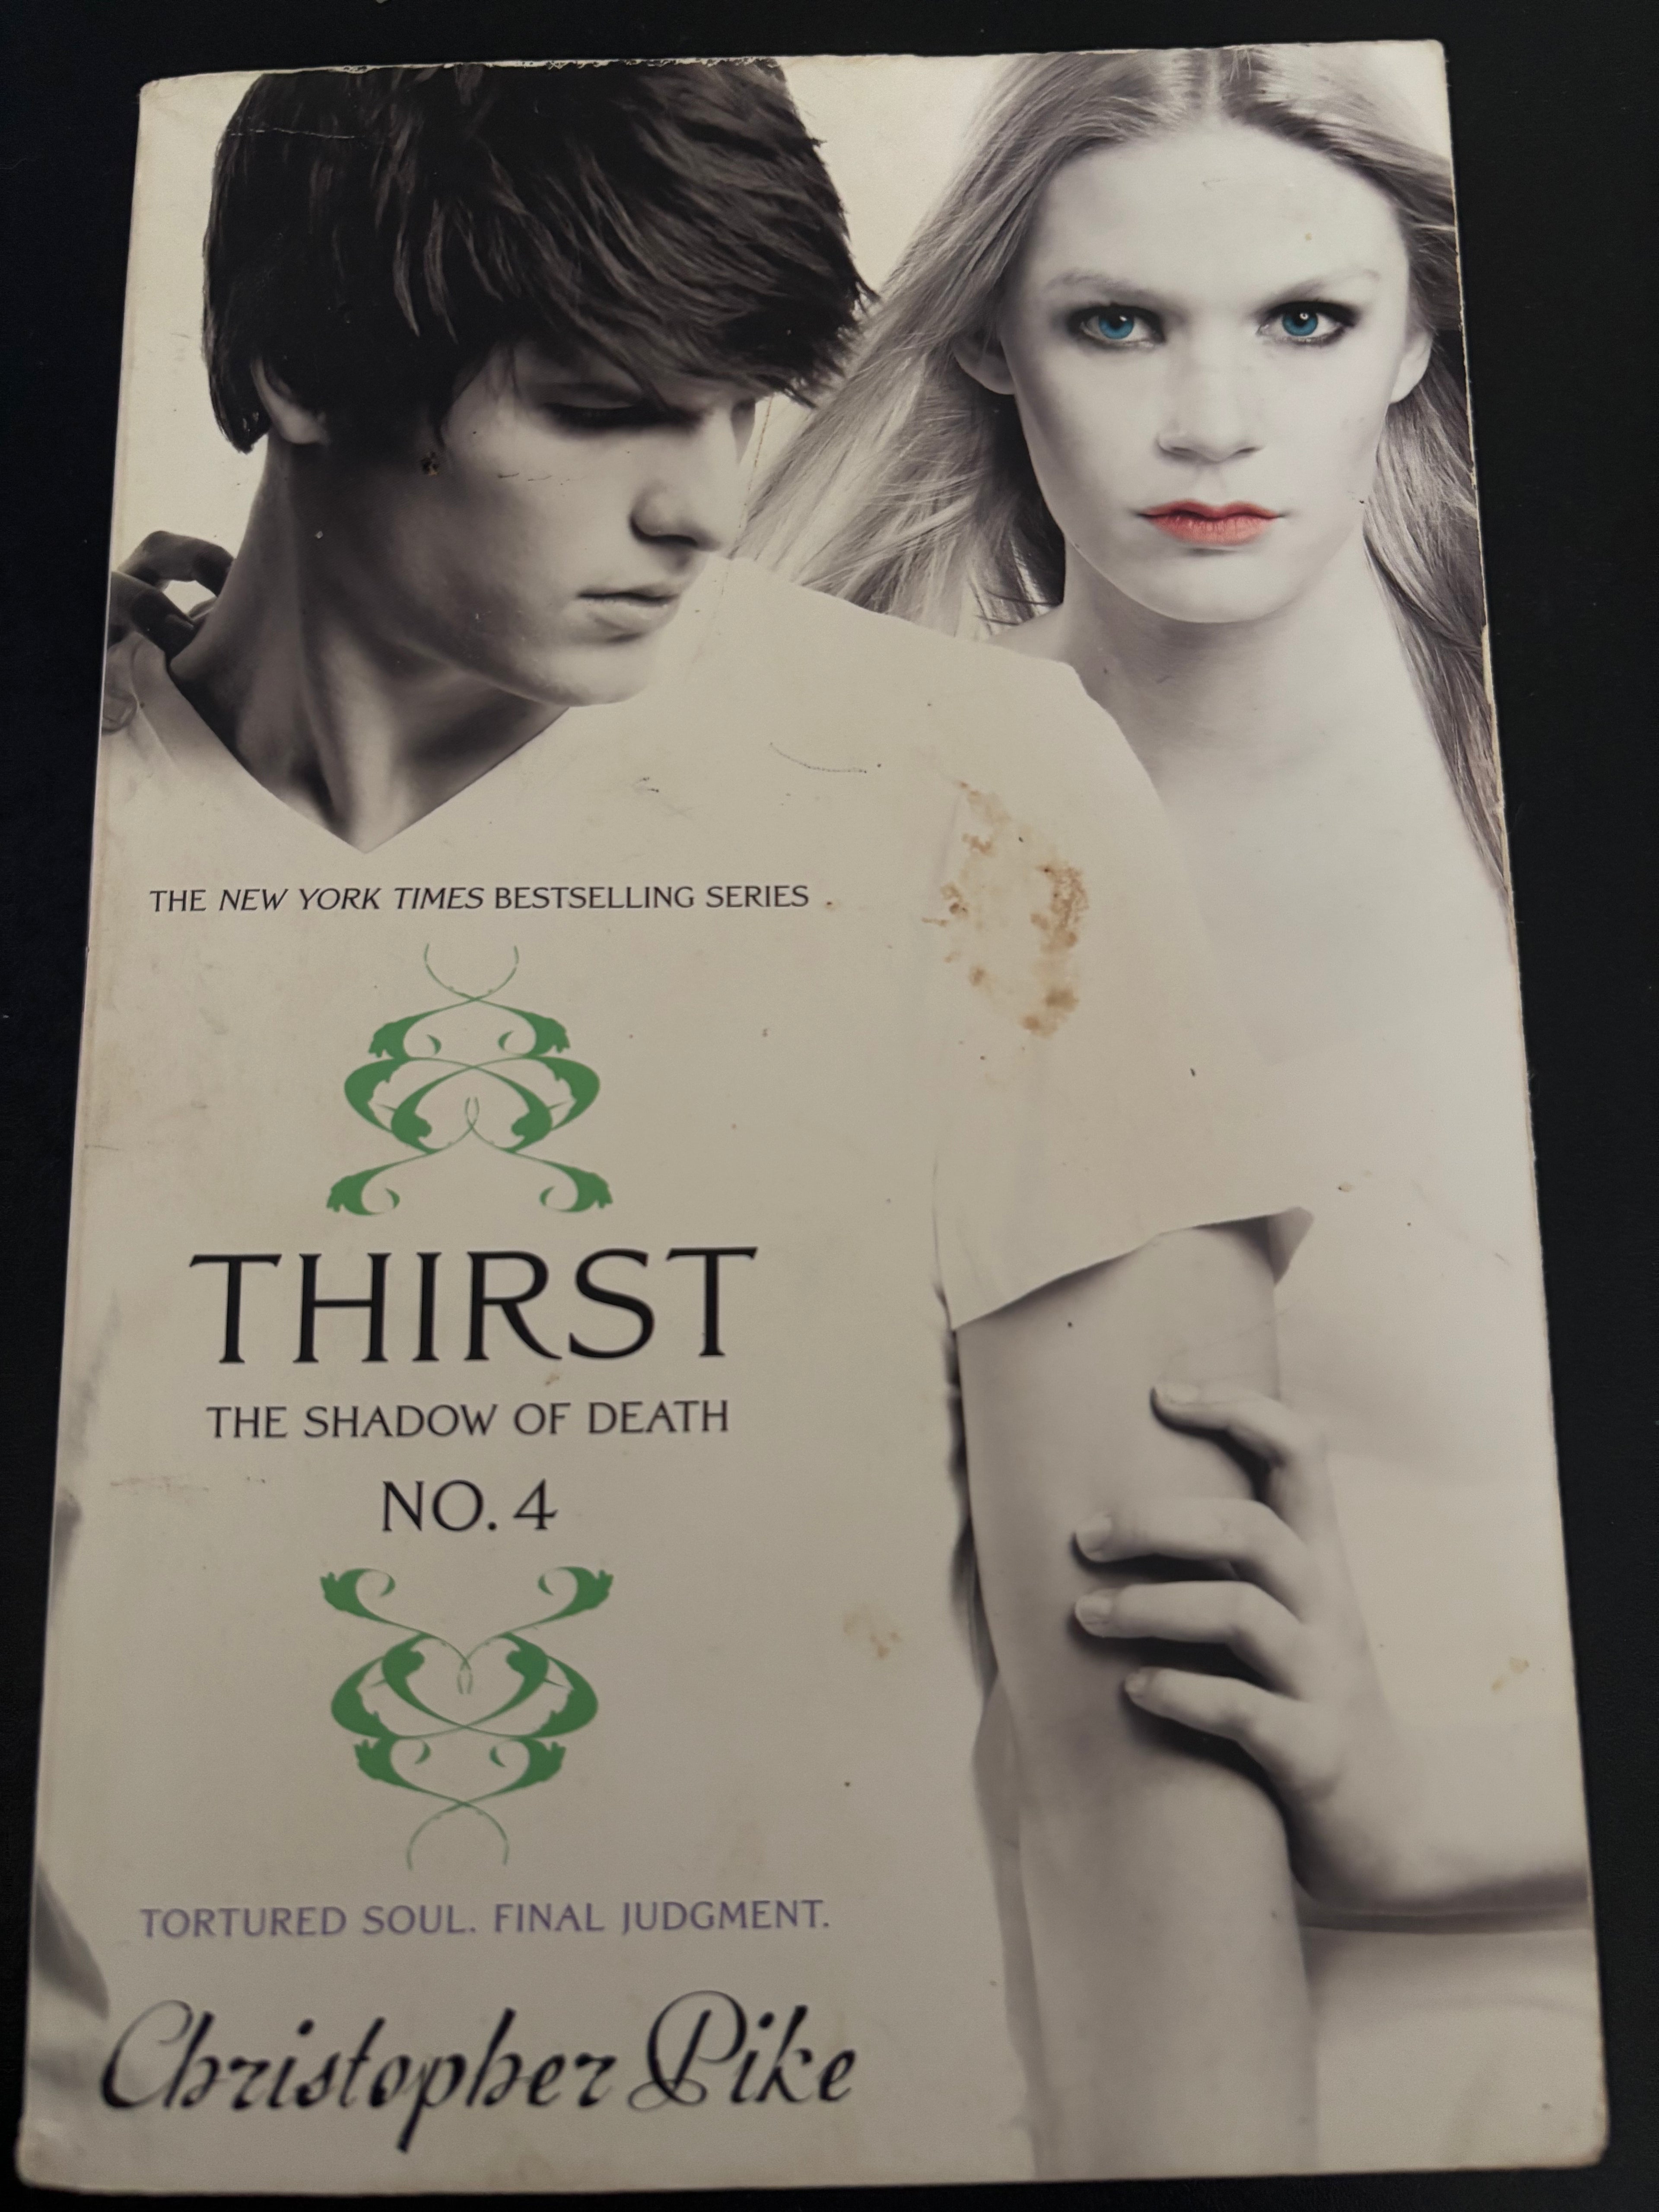 THE NEW YORK TIMES BESTSELLING SERIES
THIRST
THE SHADOW OF DEATH
NO. 4
TORTURED SOUL. FINAL JUDGMENT.
Christopher Pike